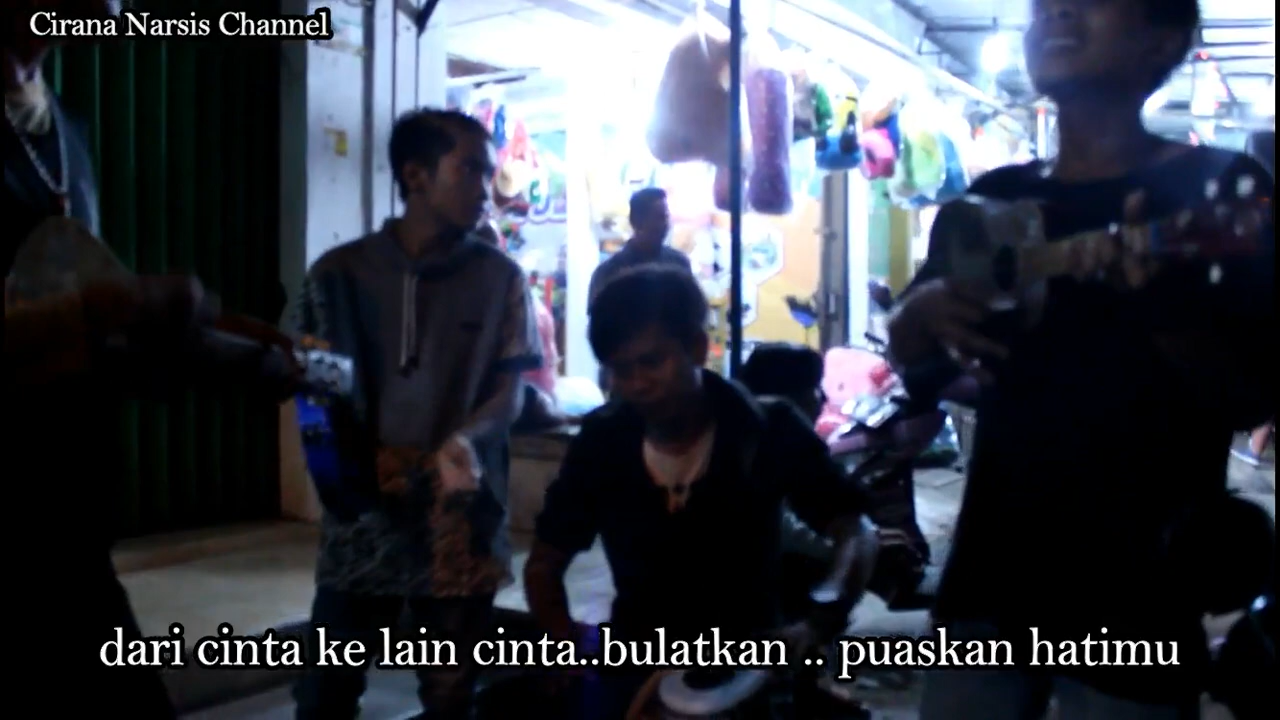 Cirana Narsis Channel
dari cinta ke lain cinta..bulatkan .. puaskan hatimu